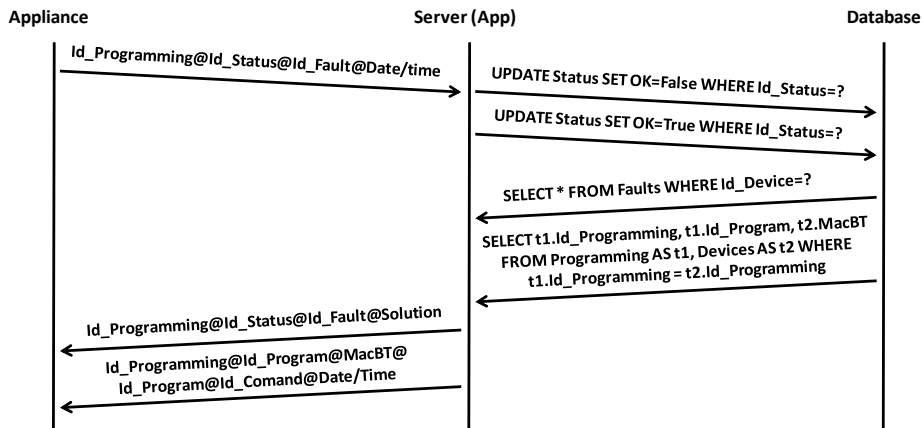 Appliance
Server (App)
Database
Id_Programming@Id_Status@Id_Fault@Date/time
UPDATE Status SET OK=False WHERE Id_Status=?
UPDATE Status SET OK=True WHERE Id_Status=?
SELECT * FROM Faults WHERE Id_Device=?
SELECT t1.Id_Programming, t1.Id_Program, t2.MacBT
FROM Programming AS t1, Devices AS t2 WHERE
t1.Id_Programming = t2.Id_Programming
Id_Programming@Id_Status@Id_Fault@Solution
Id_Programming@Id_Program@MacBT@
Id_Program@Id_Comand@Date/Time